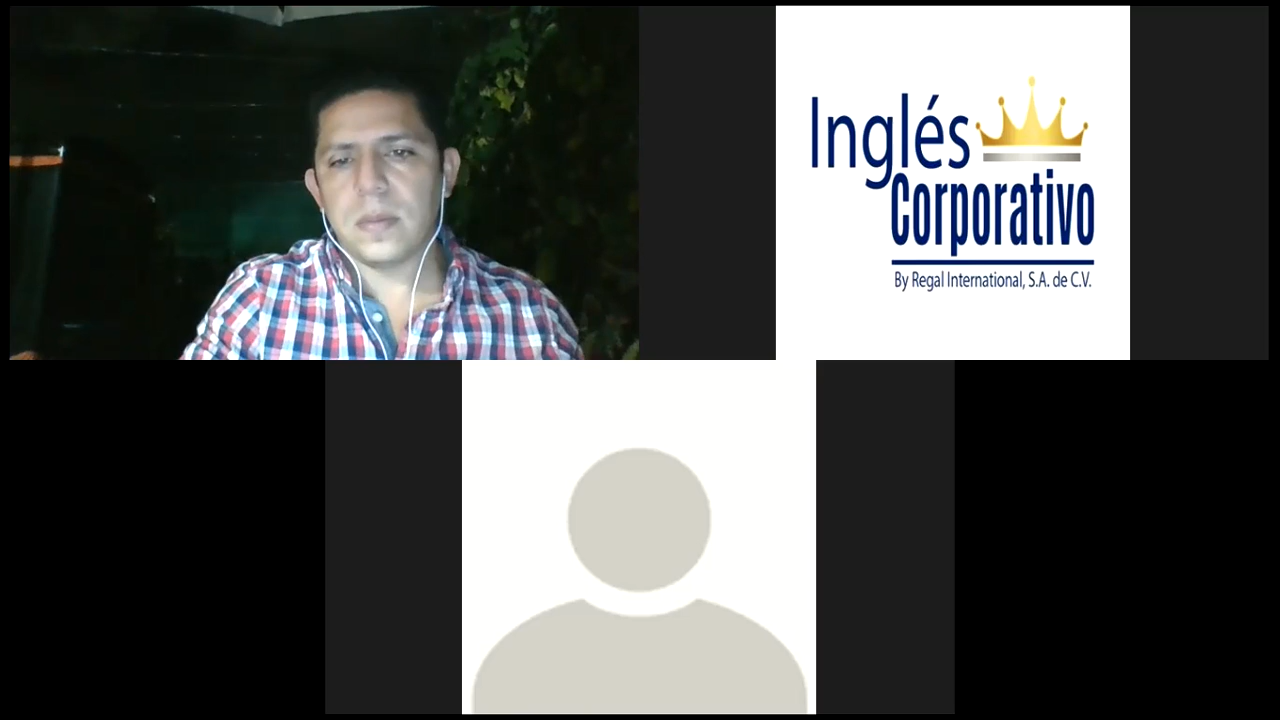 Inglés
Corporativo
By Regal International, S.A. de C.V.